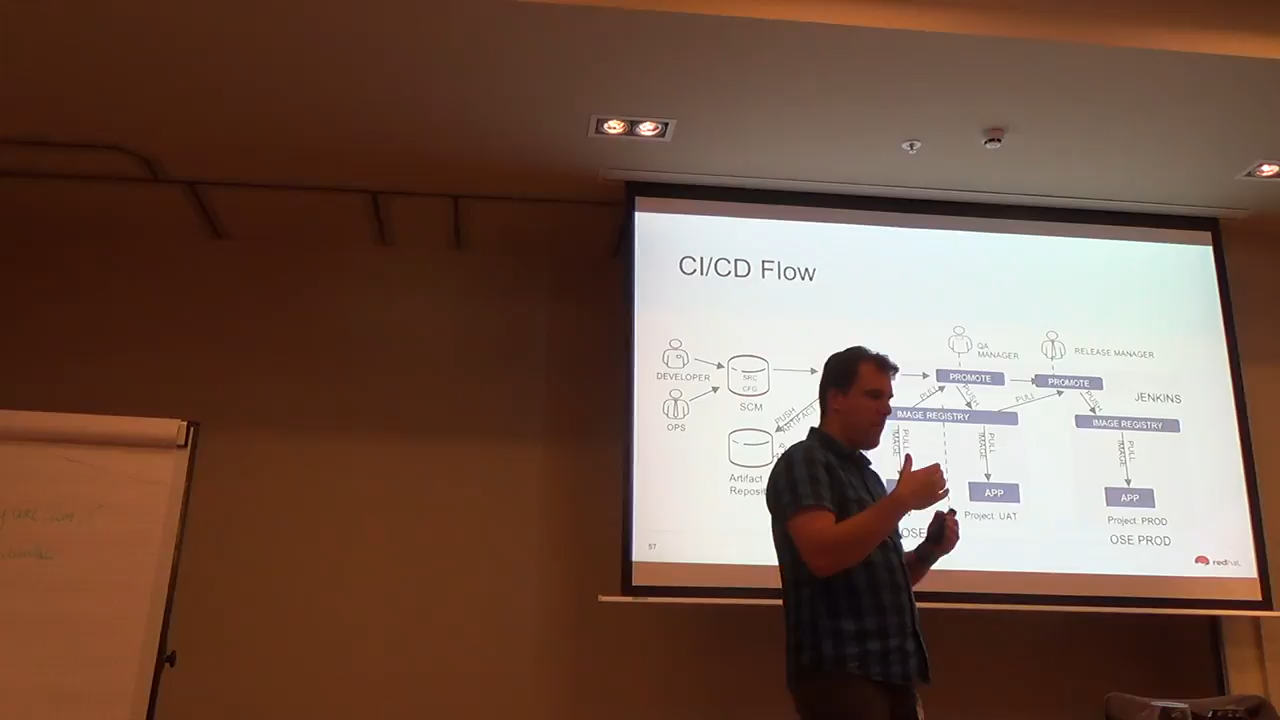 CI/CD Flow
QA
MANAGER
RELEASE MANAGER
DEVELOPER
SRC
CFG
SCM
OPS
PROMOTE
PROMOTE
JENKINS
PUSH
ARTIFACT
PULL
PUSH
PULL
PUSH
IMAGE REGISTRY
IMAGE REGISTRY
PULL
IMAGE
PULL
IMAGE
PULL
IMAGE
Artifact
APP
APP
Project: UAT
Project: PROD
OSE
OSE PROD
57
redhat.